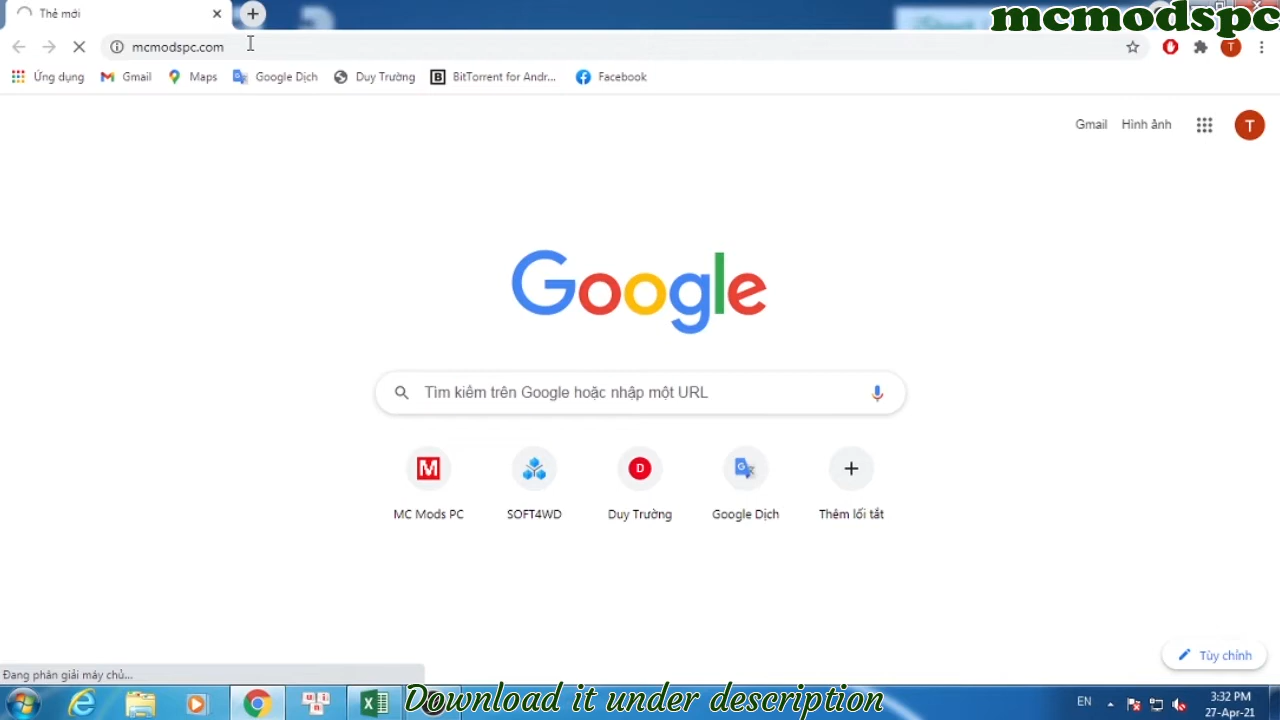 Thẻ mới
mcmodspc
mcmodspc.com
T
Ứng dụng Gmail Maps Google Dịch Duy Trường BitTorrent for Andr... Facebook
Gmail Hình ảnh T
Google
Tìm kiếm trên Google hoặc nhập một URL
MC Mods PC SOFT4WD Duy Trường Google Dịch Thêm lối tắt
Tùy chỉnh
Đang phân giải máy chủ...
Download it under description
EN 3:32 PM
27-Apr-21